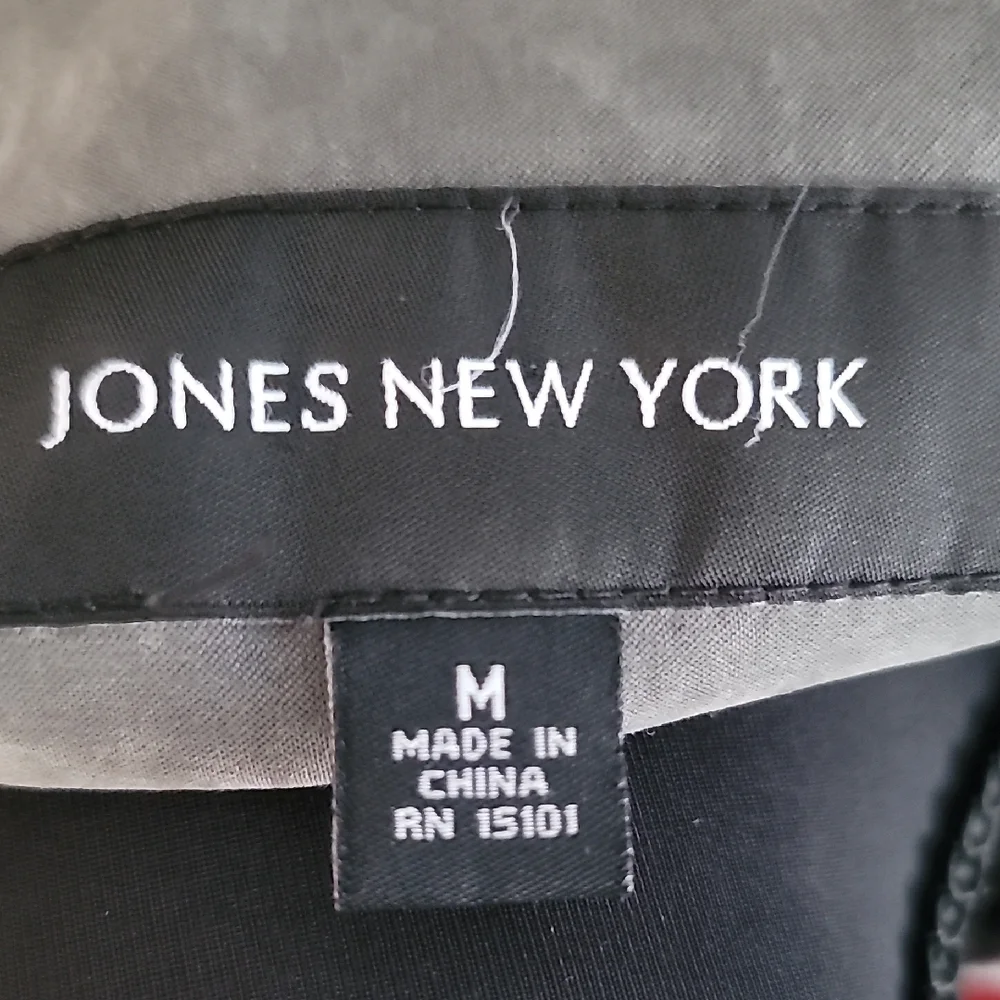 JONES NEW YORK
M
MADE IN
CHINA
RN 15101